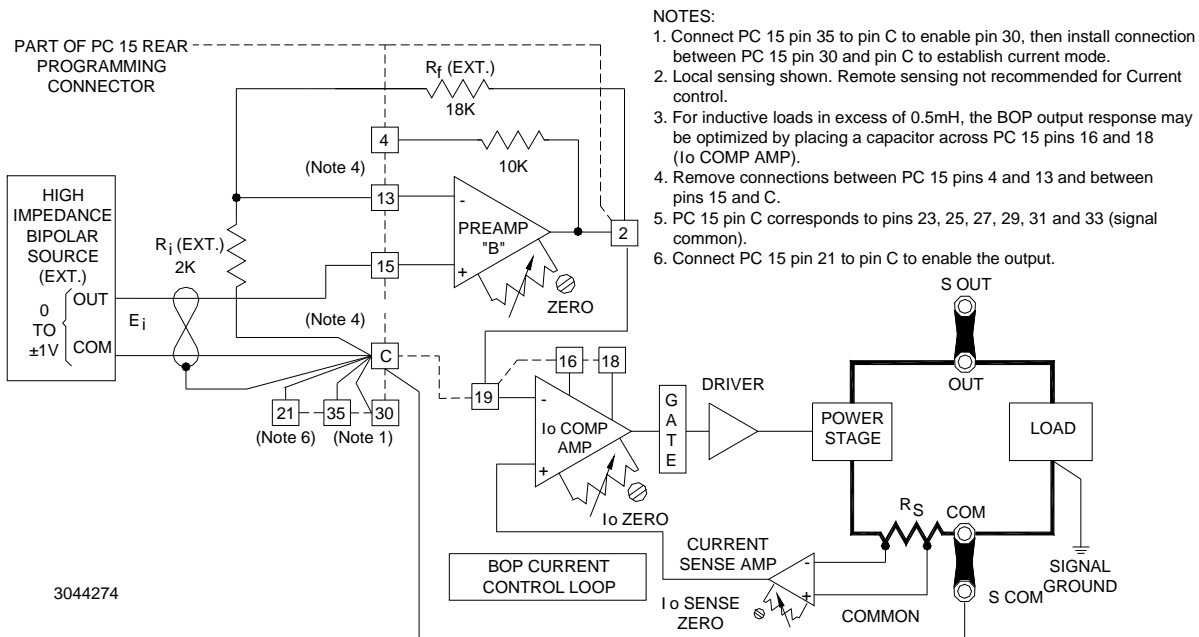 NOTES:
1. Connect PC 15 pin 35 to pin C to enable pin 30, then install connection
between PC 15 pin 30 and pin C to establish current mode.
2. Local sensing shown. Remote sensing not recommended for Current
control.
3. For inductive loads in excess of 0.5mH, the BOP output response may
be optimized by placing a capacitor across PC 15 pins 16 and 18
(Io COMP AMP).
4. Remove connections between PC 15 pins 4 and 13 and between
pins 15 and C.
5. PC 15 pin C corresponds to pins 23, 25, 27, 29, 31 and 33 (signal
common).
6. Connect PC 15 pin 21 to pin C to enable the output.
PART OF PC 15 REAR
PROGRAMMING
CONNECTOR
Rf (EXT.)
18K
4
10K
(Note 4)
13
-
PREAMP
"B"
+
2
15
ZERO
HIGH
IMPEDANCE
BIPOLAR
SOURCE
(EXT.)
0
TO
±1V
OUT
COM
Ri (EXT.)
2K
Ei
(Note 4)
C
21
35
30
(Note 6)
(Note 1)
19
16
18
-
Io COMP
AMP
+
Io ZERO
GATE
DRIVER
POWER
STAGE
S OUT
OUT
LOAD
RS
COM
S COM
SIGNAL
GROUND
CURRENT
SENSE AMP
-
+
Io SENSE
ZERO
COMMON
BOP CURRENT
CONTROL LOOP
3044274